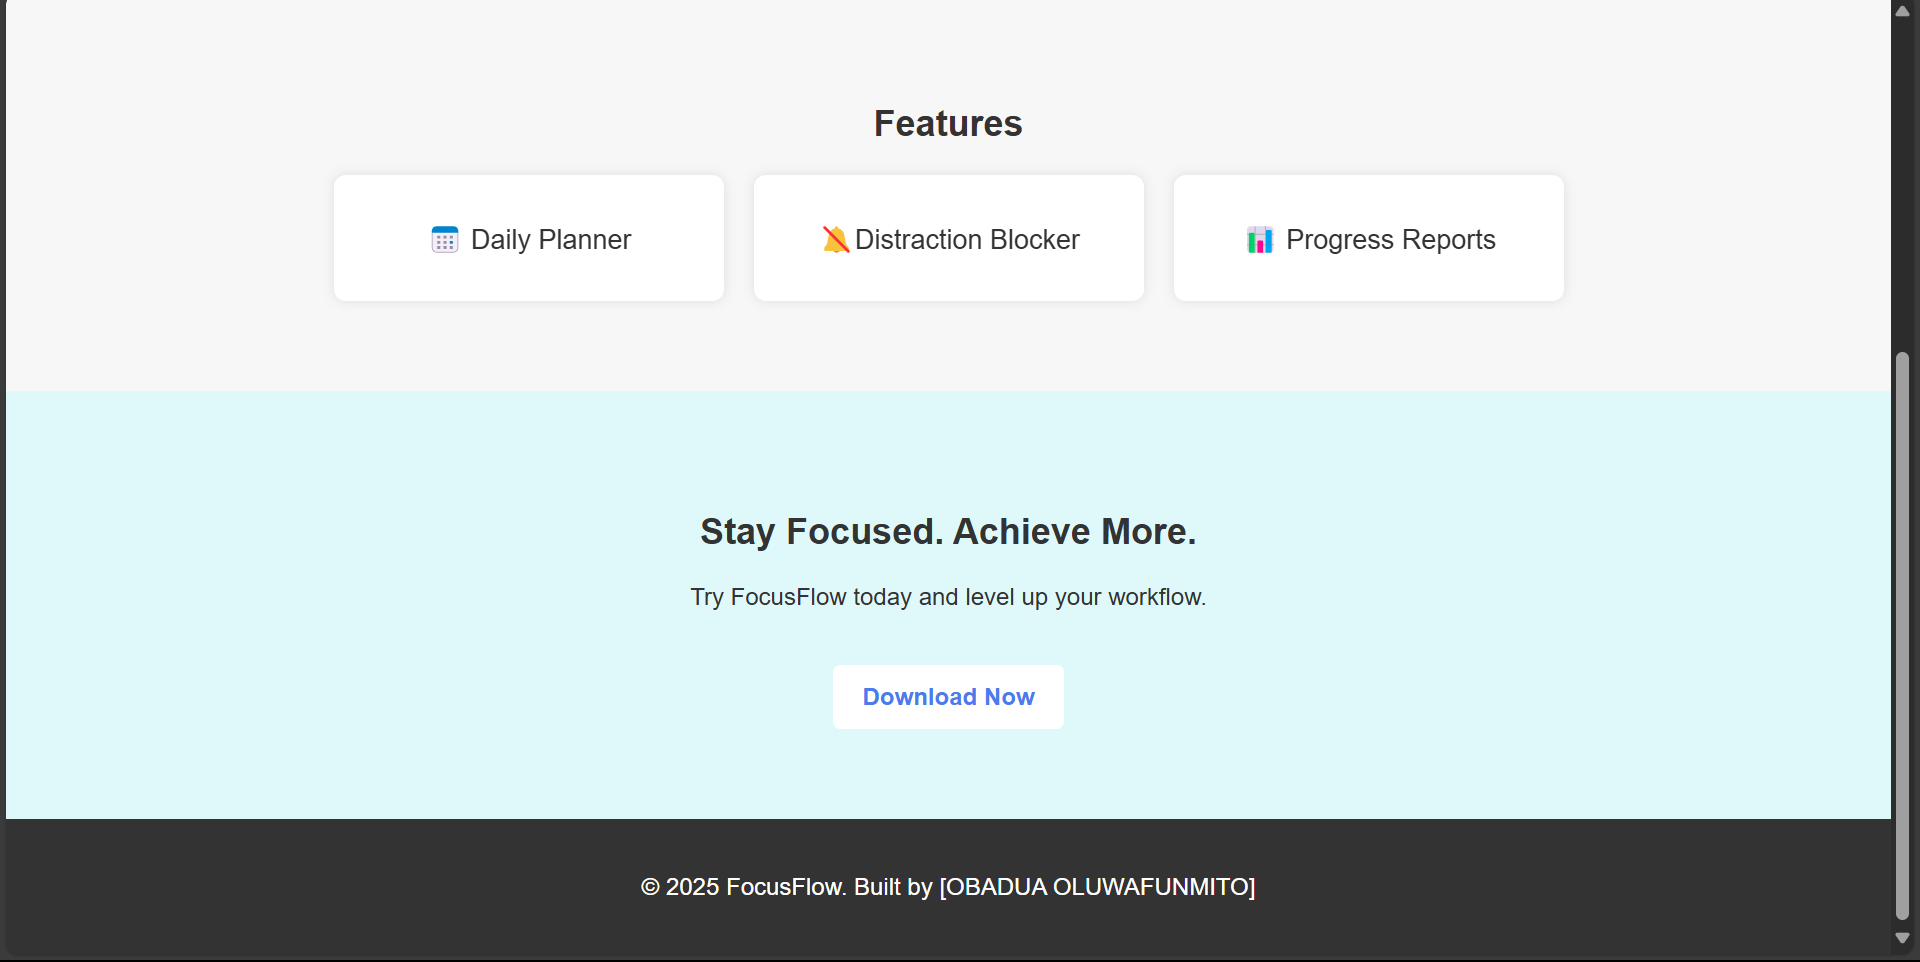 Features
Daily Planner
Distraction Blocker
Progress Reports
Stay Focused. Achieve More.
Try FocusFlow today and level up your workflow.
Download Now
© 2025 FocusFlow. Built by [OBADUA OLUWAFUNMITO]